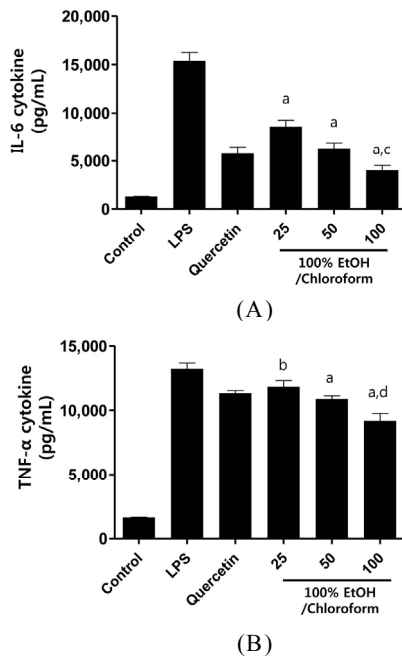 IL-6 cytokine
(pg/mL)
20,000
15,000
10,000
5,000
0
a
a
a,c
Control
LPS
Quercetin
25
50
100
100% EtOH
/Chloroform
(A)
TNF-α cytokine
(pg/mL)
15,000
10,000
5,000
0
b
a
a,d
Control
LPS
Quercetin
25
50
100
100% EtOH
/Chloroform
(B)